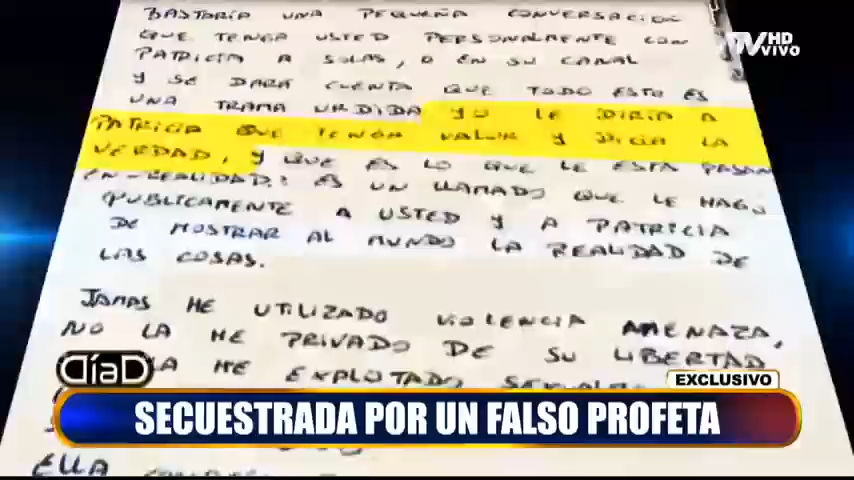 BASTARÍA UNA PEQUEÑA CONVERSACIÓN
QUE TENGA USTED PERSONALMENTE CON
PATRICIA A SOLAS, O EN SU CANAL
Y SE DARÁ CUENTA QUE TODO ESTO ES
UNA TRAMA URDIDA YO LE DIRÍA A
PATRICIA QUE TENGA VALOR Y DIGA LA
VERDAD, Y QUE ES LO QUE LE ESTÁ PASANDO
EN REALIDAD: ES UN LLAMADO QUE LE HAGO
PUBLICAMENTE A USTED Y A PATRICIA
DE MOSTRAR AL MUNDO LA REALIDAD DE
LAS COSAS.
JAMAS HE UTILIZADO VIOLENCIA AMENAZA,
NO LA HE PRIVADO DE SU LIBERTAD
LA HE EXPLOTADO
ELLA
TV HD
VIVO
DíaD
EXCLUSIVO
SECUESTRADA POR UN FALSO PROFETA